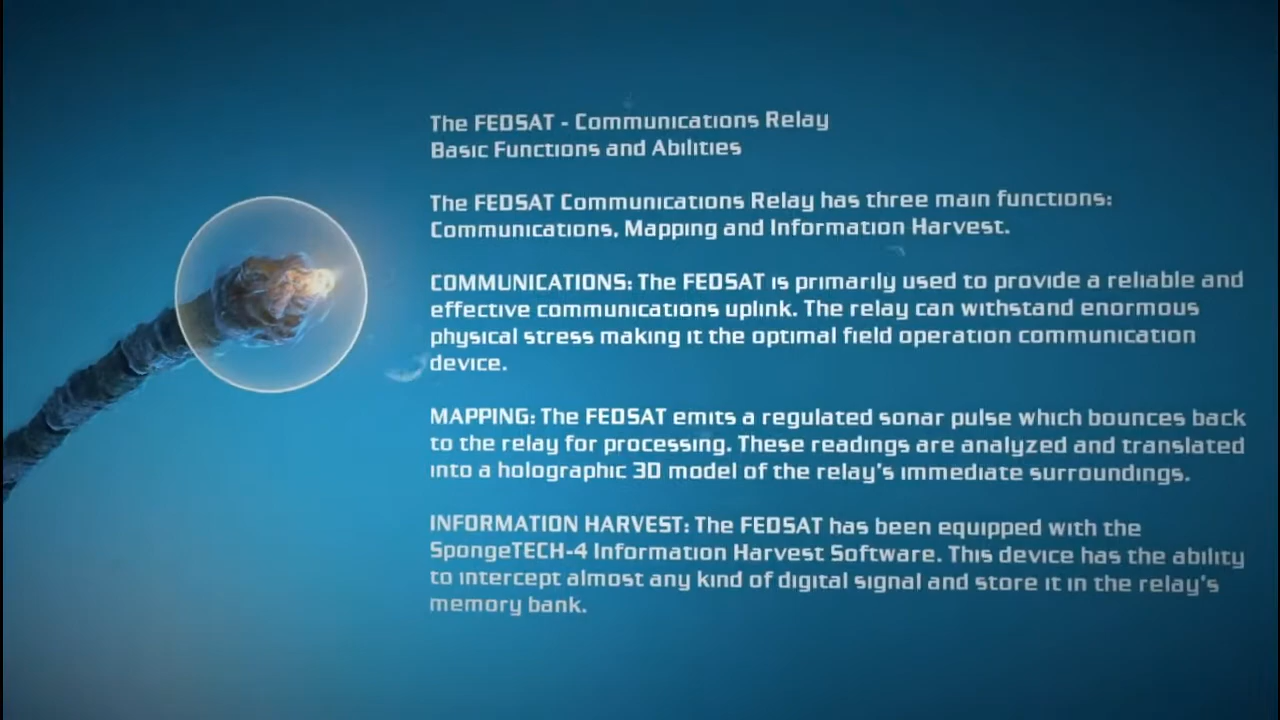 The FEDSAT - Communications Relay
Basic Functions and Abilities
The FEDSAT Communications Relay has three main functions:
Communications, Mapping and Information Harvest.
COMMUNICATIONS: The FEDSAT is primarily used to provide a reliable and
effective communications uplink. The relay can withstand enormous
physical stress making it the optimal field operation communication
device.
MAPPING: The FEDSAT emits a regulated sonar pulse which bounces back
to the relay for processing. These readings are analyzed and translated
into a holographic 3D model of the relay's immediate surroundings.
INFORMATION HARVEST: The FEDSAT has been equipped with the
SpongeTECH-4 Information Harvest Software. This device has the ability
to intercept almost any kind of digital signal and store it in the relay's
memory bank.